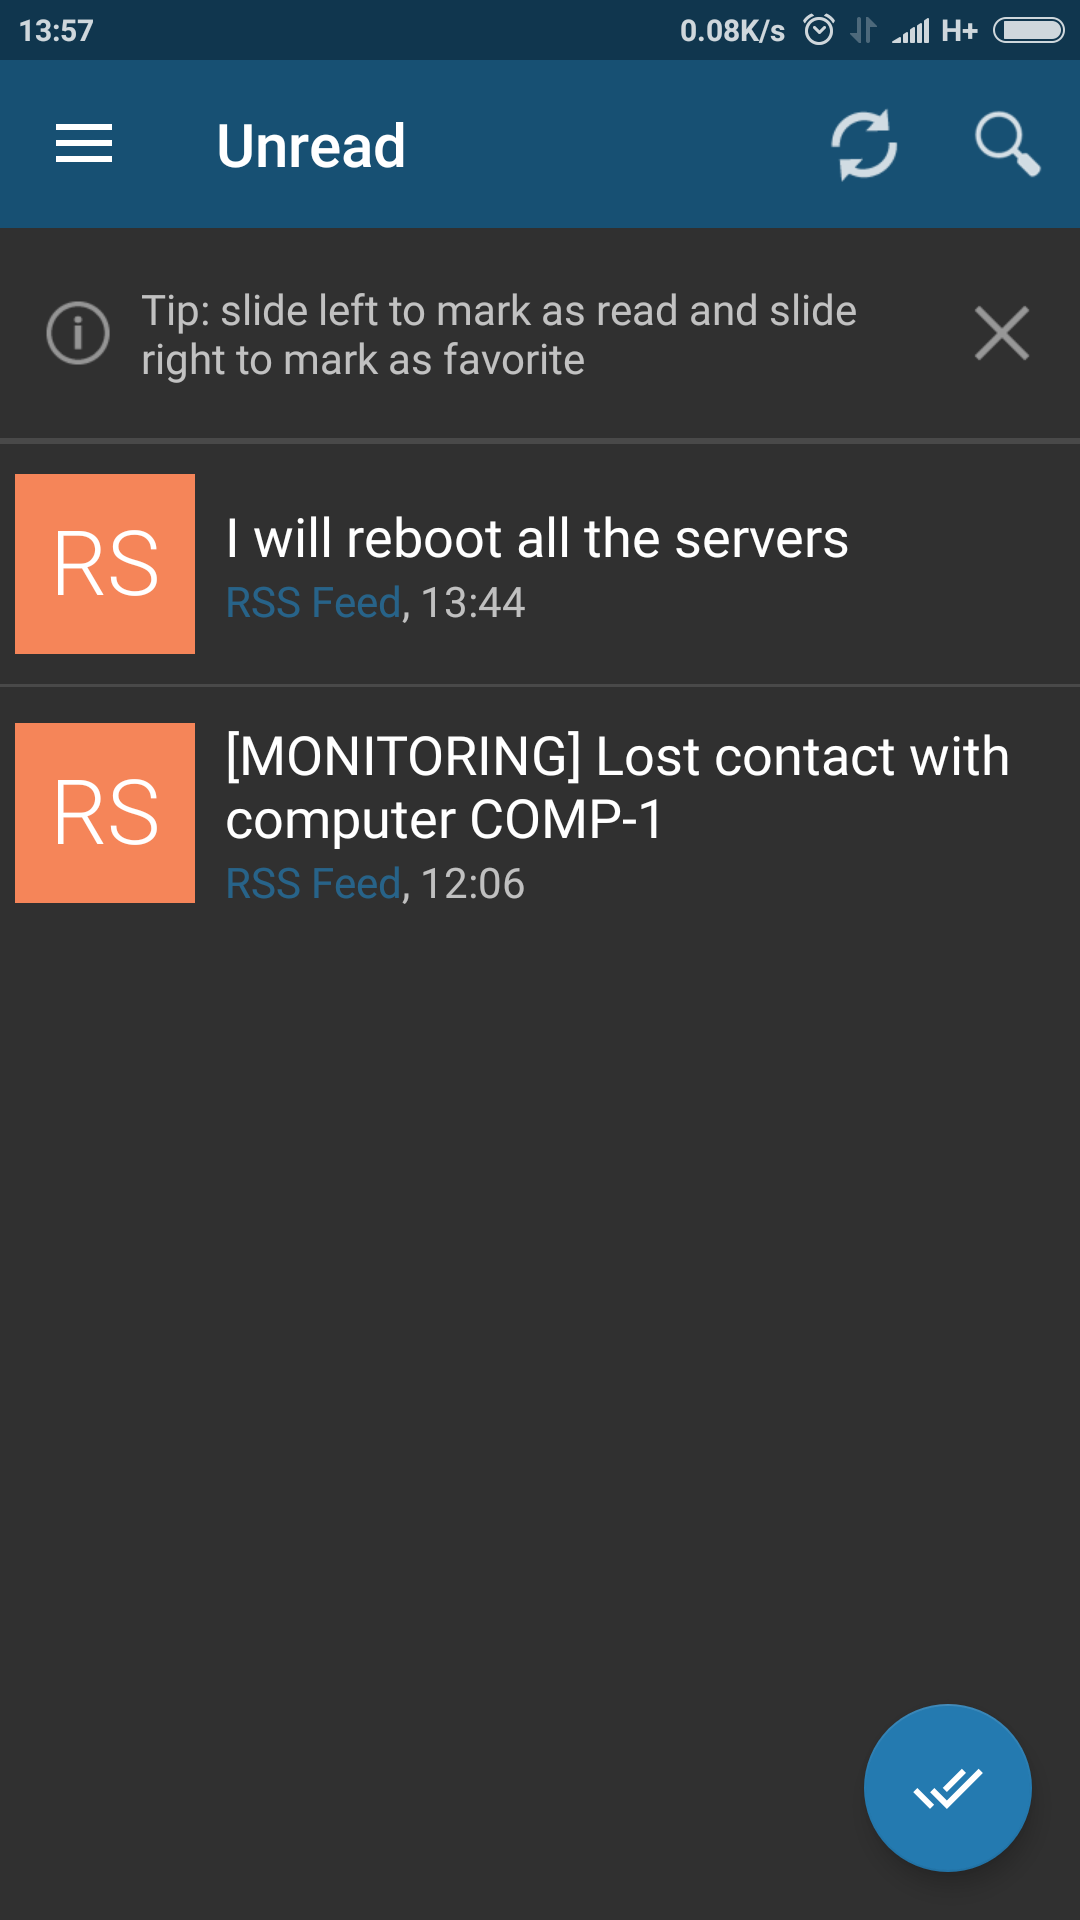 13:57 0.08K/s H+
Unread
Tip: slide left to mark as read and slide
right to mark as favorite
RS
I will reboot all the servers
RSS Feed, 13:44
RS
[MONITORING] Lost contact with
computer COMP-1
RSS Feed, 12:06